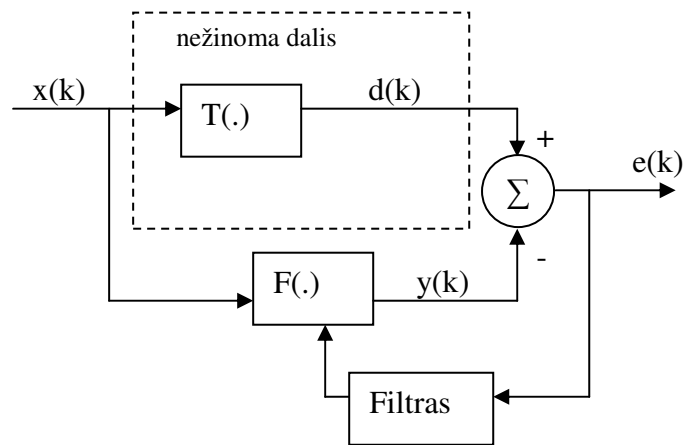 nežinoma dalis
x(k)
T(.)
d(k)
+
e(k)
∑
-
F(.)
y(k)
Filtras